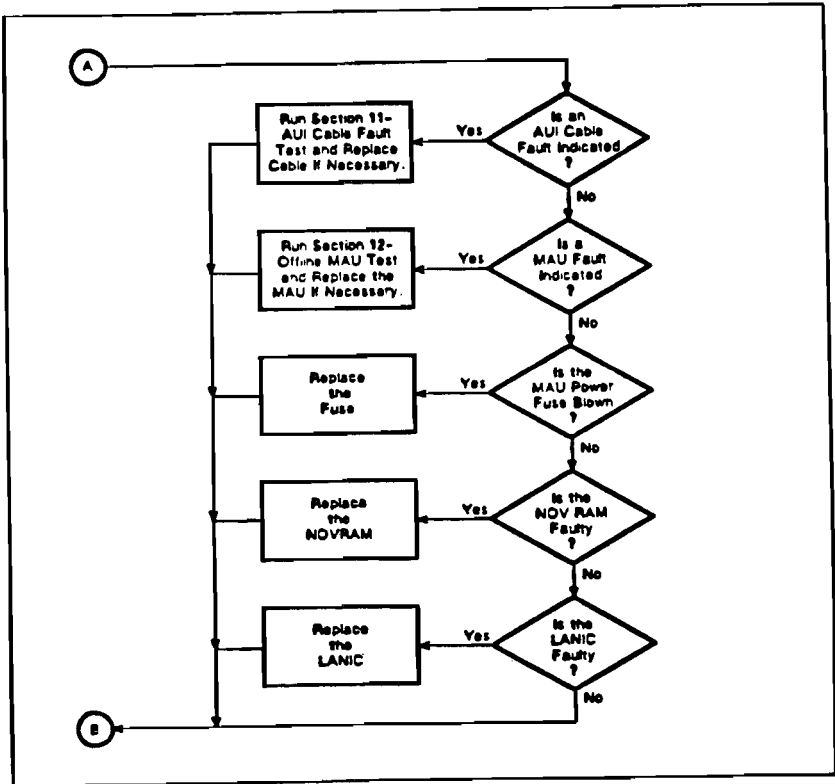 A
Run Section 11-
AUI Cable Fault
Test and Replace
Cable If Necessary.
Yes
Is an
AUI Cable
Fault Indicated
?
No
Run Section 12-
Offline MAU Test
and Replace the
MAU If Necessary.
Yes
Is a
MAU Fault
Indicated
?
No
Replace
the
Fuse
Yes
Is the
MAU Power
Fuse Blown
?
No
Replace
the
NOVRAM
Yes
Is the
NOV RAM
Faulty
?
No
Replace
the
LANIC
Yes
Is the
LANIC
Faulty
?
No
B